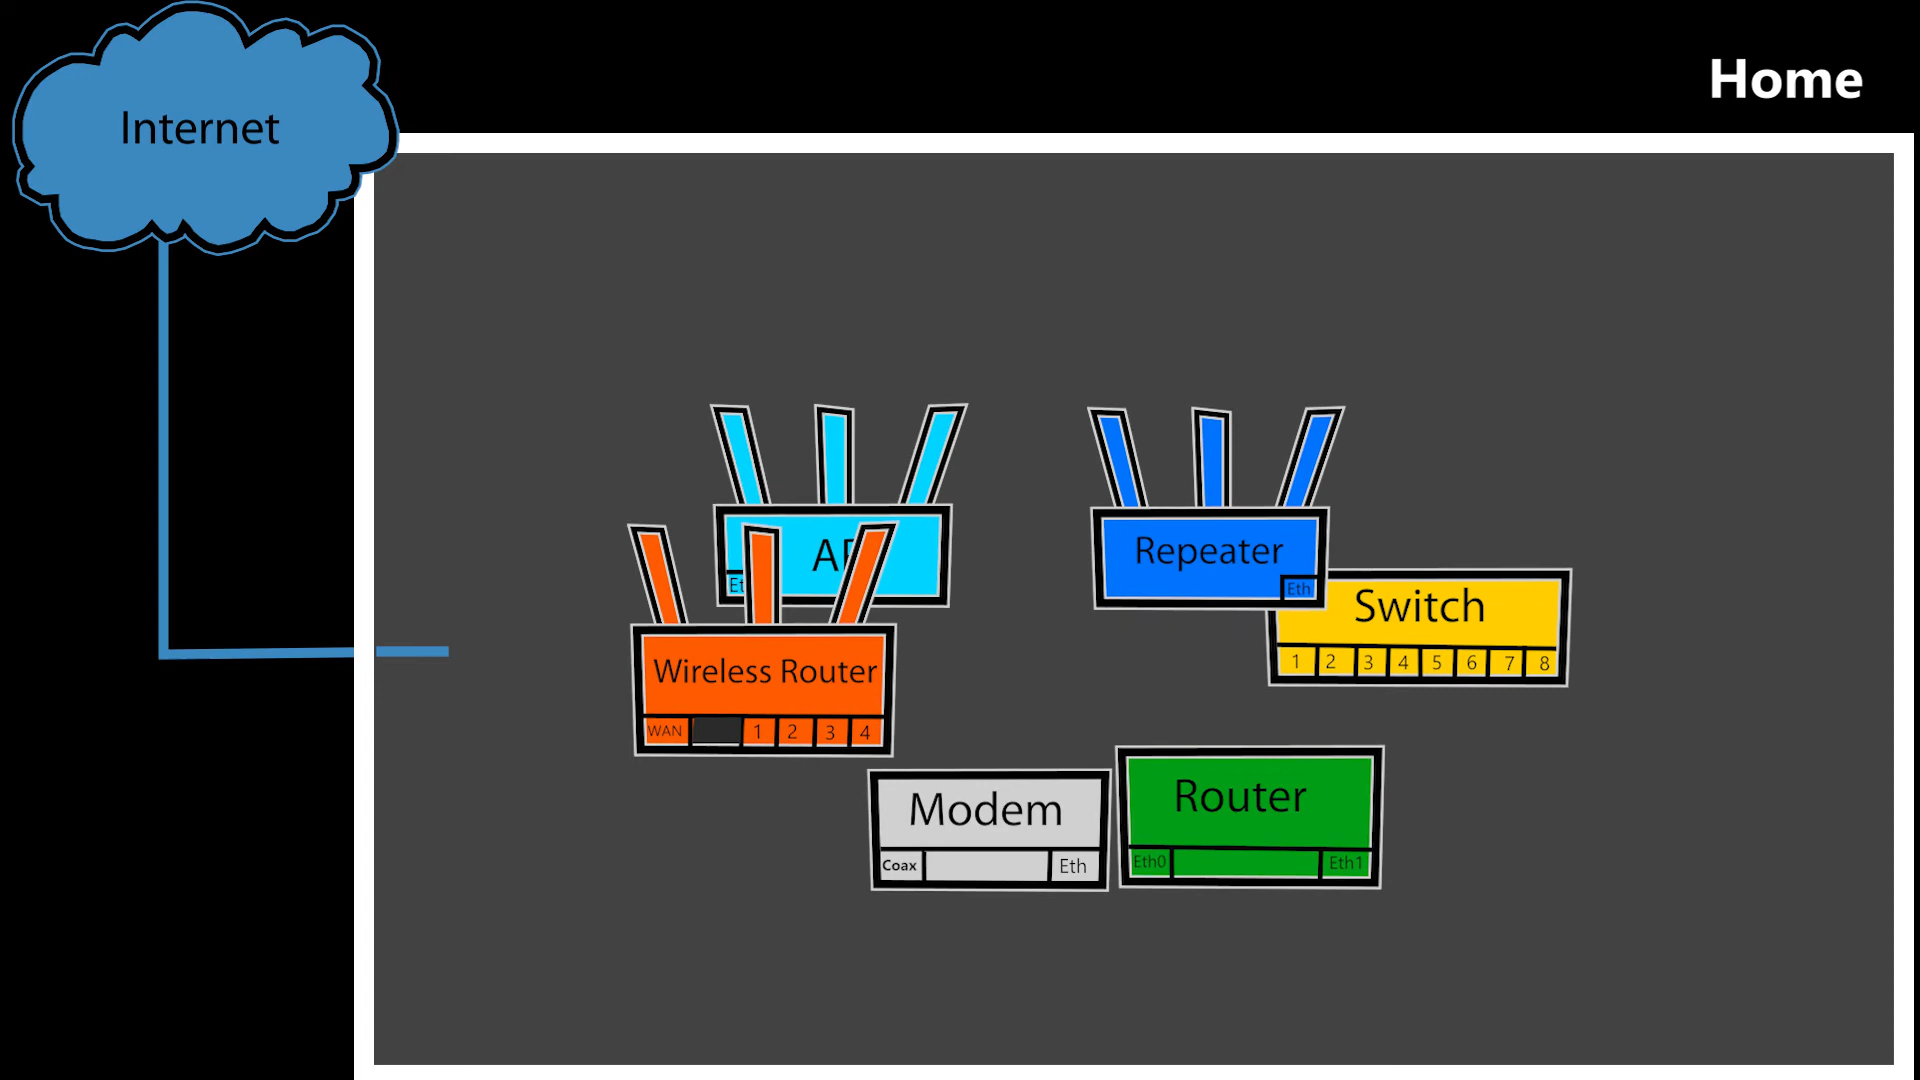 Internet
Home
AP
Eth
Repeater
Eth
Switch
1 2 3 4 5 6 7 8
Wireless Router
WAN 1 2 3 4
Modem
Coax Eth
Router
Eth0 Eth1